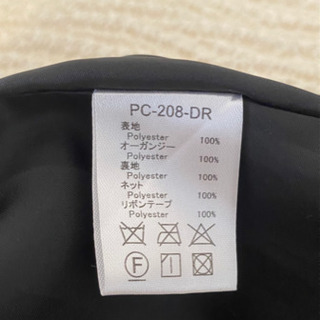 PC-208-DR
表地
Polyester 100%
オーガンジー
Polyester 100%
裏地
Polyester 100%
ネット
Polyester 100%
リボンテープ
Polyester 100%
F